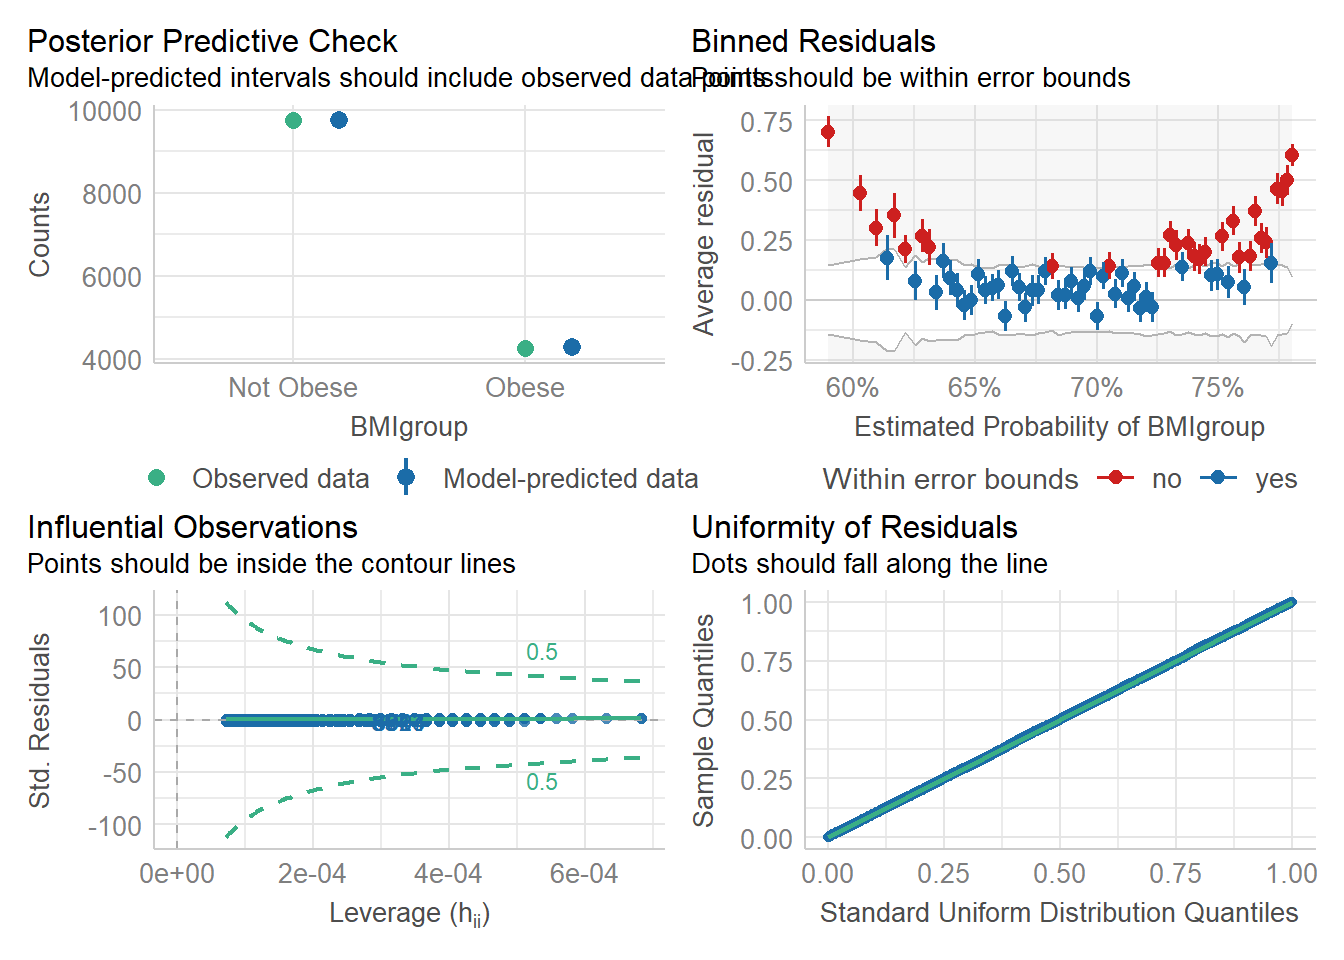 Posterior Predictive Check
Model-predicted intervals should include observed data points
10000
8000
6000
4000
Counts
Not Obese
Obese
BMIgroup
Observed data
Model-predicted data
Binned Residuals
Points should be within error bounds
0.75
0.50
0.25
0.00
-0.25
Average residual
60%
65%
70%
75%
Estimated Probability of BMIgroup
Within error bounds
no
yes
Influential Observations
Points should be inside the contour lines
100
50
0
-50
-100
Std. Residuals
0.5
0.5
0e+00
2e-04
4e-04
6e-04
Leverage (hii)
Uniformity of Residuals
Dots should fall along the line
1.00
0.75
0.50
0.25
0.00
Sample Quantiles
0.00
0.25
0.50
0.75
1.00
Standard Uniform Distribution Quantiles